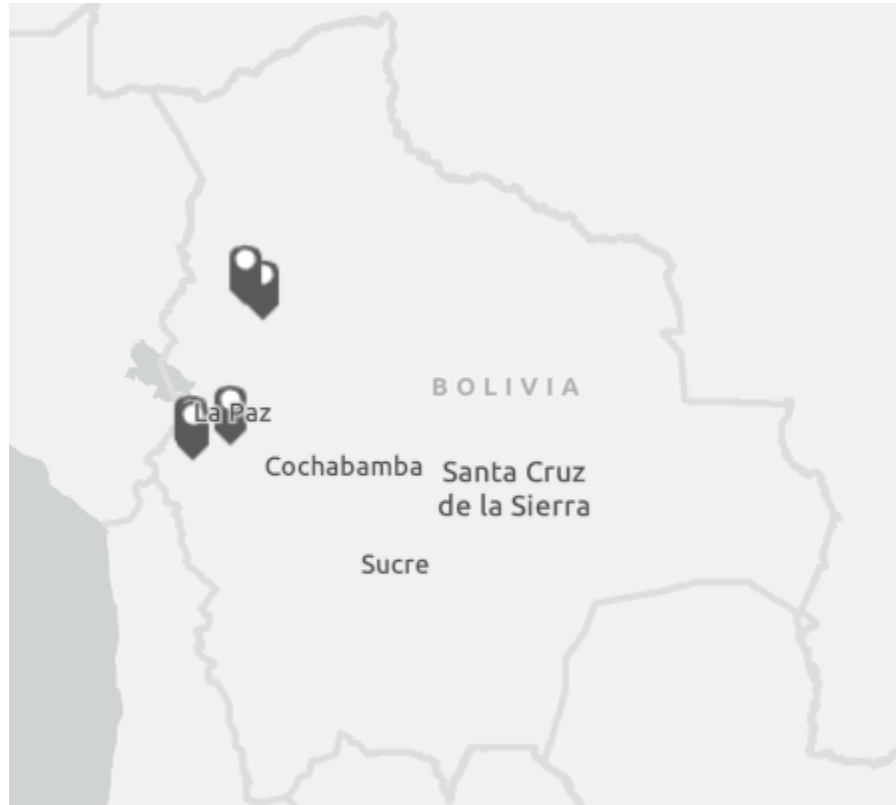 BOLIVIA
La Paz
Cochabamba
Santa Cruz
de la Sierra
Sucre